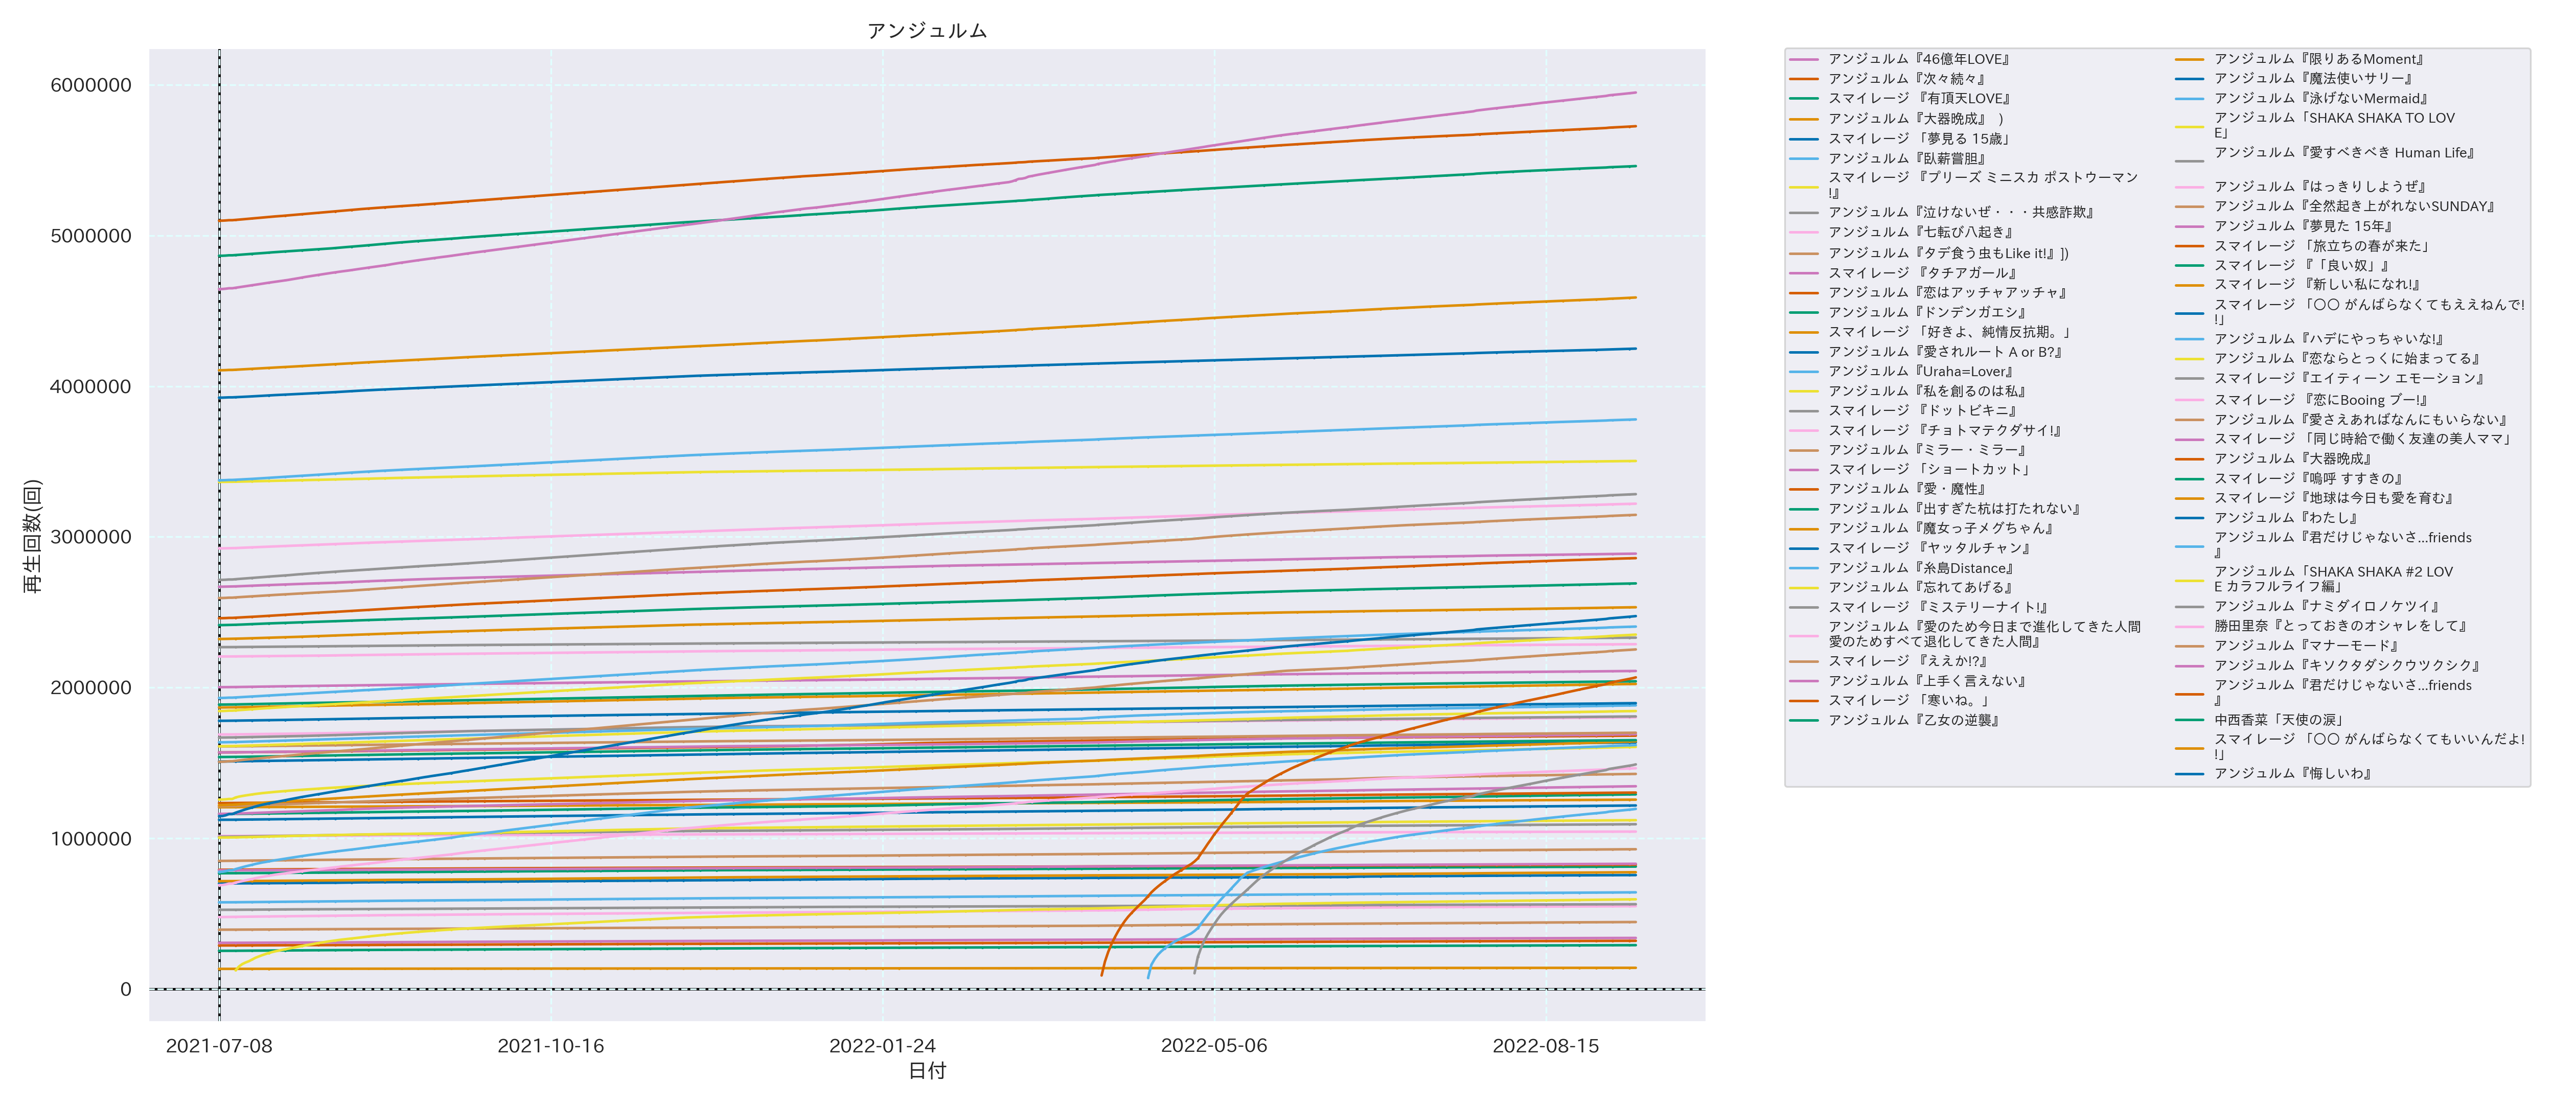 アンジュルム
6000000
5000000
4000000
3000000
2000000
1000000
0
再生回数(回)
2021-07-08
2021-10-16
2022-01-24
2022-05-06
2022-08-15
日付
アンジュルム『46億年LOVE』
アンジュルム『次々続々』
スマイレージ 『有頂天LOVE』
アンジュルム『大器晩成』 )
スマイレージ 「夢見る 15歳」
アンジュルム『臥薪嘗胆』
スマイレージ 『プリーズ ミニスカ ポストウーマン
!』
アンジュルム『泣けないぜ・・・共感詐欺』
アンジュルム『七転び八起き』
アンジュルム『タデ食う虫もLike it!』])
スマイレージ 『タチアガール』
アンジュルム『恋はアッチャアッチャ』
アンジュルム『ドンデンガエシ』
スマイレージ 「好きよ、純情反抗期。」
アンジュルム『愛されルート A or B?』
アンジュルム『Uraha=Lover』
アンジュルム『私を創るのは私』
スマイレージ 『ドットビキニ』
スマイレージ 『チョトマテクダサイ!』
アンジュルム『ミラー・ミラー』
スマイレージ 「ショートカット」
アンジュルム『愛・魔性』
アンジュルム『出すぎた杭は打たれない』
アンジュルム『魔女っ子メグちゃん』
スマイレージ 『ヤッタルチャン』
アンジュルム『糸島Distance』
アンジュルム『忘れてあげる』
スマイレージ 『ミステリーナイト!』
アンジュルム『愛のため今日まで進化してきた人間
愛のためすべて退化してきた人間』
スマイレージ 『ええか!?』
アンジュルム『上手く言えない』
スマイレージ 「寒いね。」
アンジュルム『乙女の逆襲』
アンジュルム『限りあるMoment』
アンジュルム『魔法使いサリー』
アンジュルム『泳げないMermaid』
アンジュルム「SHAKA SHAKA TO LOV
E」
アンジュルム『愛すべきべき Human Life』
アンジュルム『はっきりしようぜ』
アンジュルム『全然起き上がれないSUNDAY』
アンジュルム『夢見た 15年』
スマイレージ 「旅立ちの春が来た」
スマイレージ 『「良い奴」』
スマイレージ 『新しい私になれ!』
スマイレージ 「〇〇 がんばらなくてもええねんで!
!」
アンジュルム『ハデにやっちゃいな!』
アンジュルム『恋ならとっくに始まってる』
スマイレージ『エイティーン エモーション』
スマイレージ 『恋にBooing ブー!』
アンジュルム『愛さえあればなんにもいらない』
スマイレージ 「同じ時給で働く友達の美人ママ」
アンジュルム『大器晩成』
スマイレージ『嗚呼 すすきの』
スマイレージ『地球は今日も愛を育む』
アンジュルム『わたし』
アンジュルム『君だけじゃないさ...friends
』
アンジュルム「SHAKA SHAKA #2 LOV
E カラフルライフ編」
アンジュルム『ナミダイロノケツイ』
勝田里奈『とっておきのオシャレをして』
アンジュルム『マナーモード』
アンジュルム『キソクタダシクウツクシク』
アンジュルム『君だけじゃないさ...friends
』
中西香菜「天使の涙」
スマイレージ 「〇〇 がんばらなくてもいいんだよ!
!」
アンジュルム『悔しいわ』